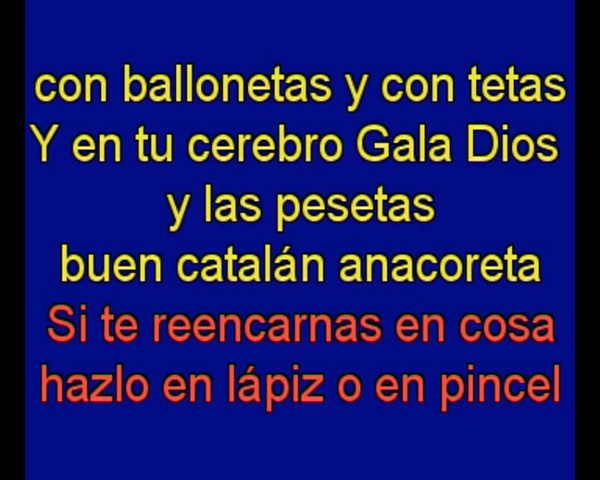 con ballonetas y con tetas
Y en tu cerebro Gala Dios
y las pesetas
buen catalán anacoreta
Si te reencarnas en cosa
hazlo en lápiz o en pincel